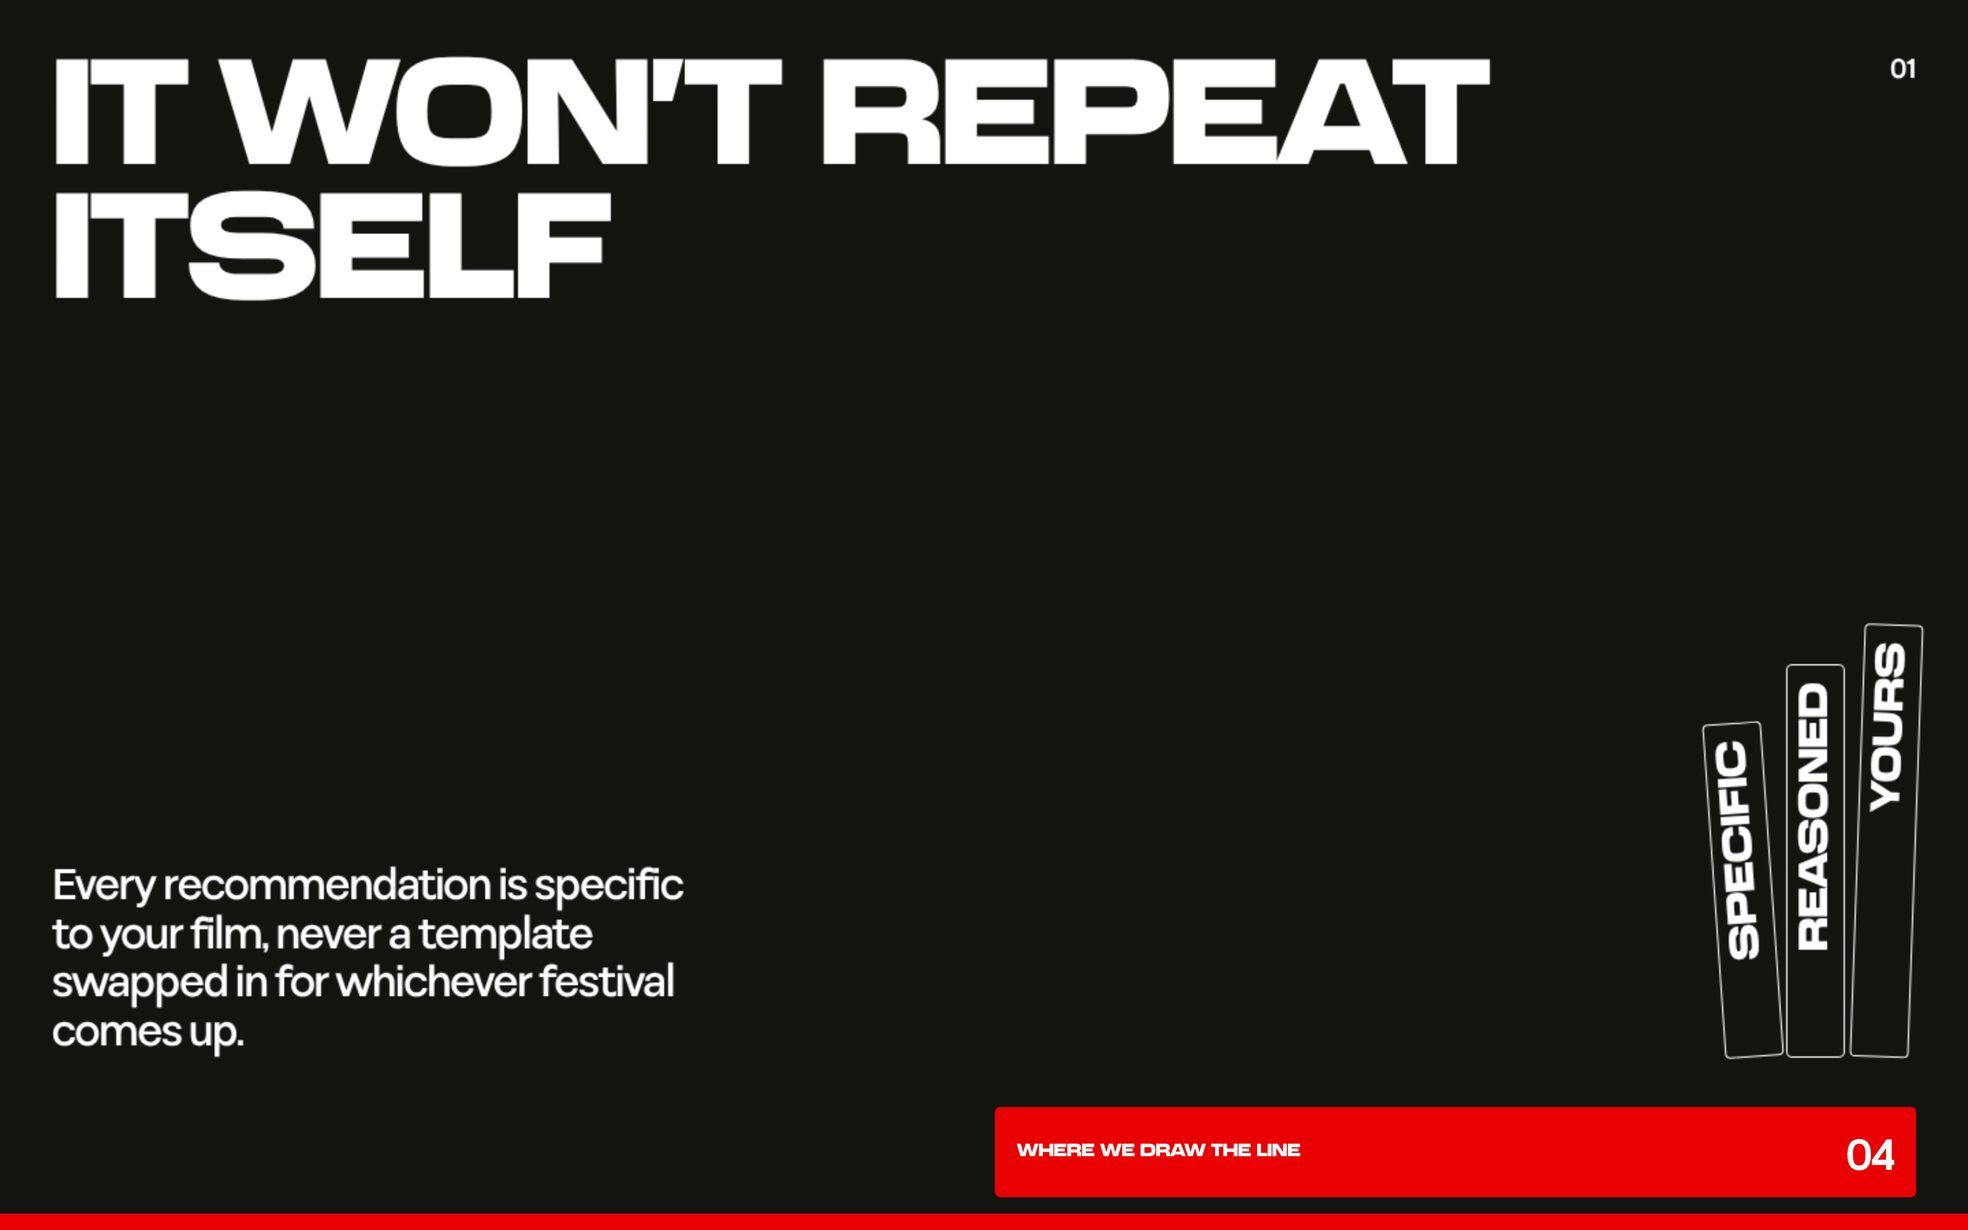 IT WON'T REPEAT
ITSELF
01
Every recommendation is specific
to your film, never a template
swapped in for whichever festival
comes up.
SPECIFIC
REASONED
YOURS
WHERE WE DRAW THE LINE
04